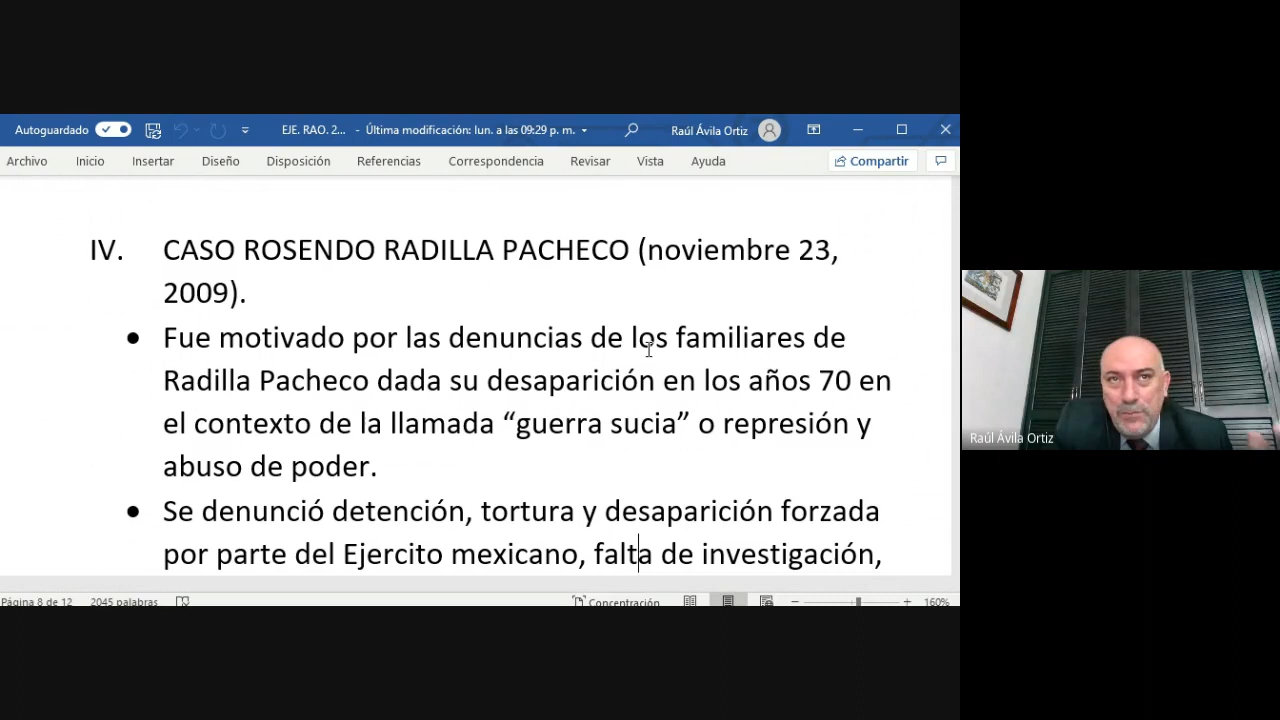 Autoguardado EJE. RAO. 2... - Última modificación: lun. a las 09:29 p. m. Raúl Ávila Ortiz
Archivo Inicio Insertar Diseño Disposición Referencias Correspondencia Revisar Vista Ayuda Compartir
IV. CASO ROSENDO RADILLA PACHECO (noviembre 23,
2009).
• Fue motivado por las denuncias de los familiares de
Radilla Pacheco dada su desaparición en los años 70 en
el contexto de la llamada “guerra sucia” o represión y
abuso de poder.
• Se denunció detención, tortura y desaparición forzada
por parte del Ejercito mexicano, falta de investigación,
Página 8 de 12 2045 palabras Concentración 160%
Raúl Ávila Ortiz